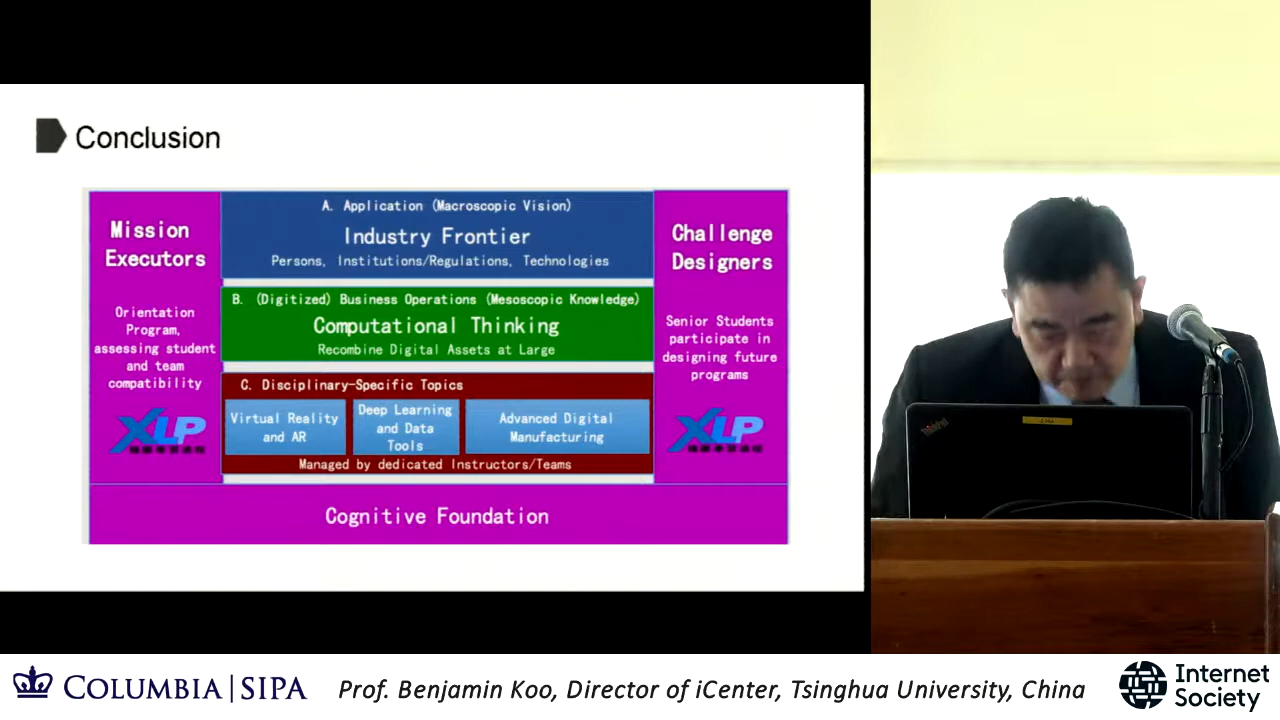 Conclusion
Mission
Executors
Orientation
Program,
assessing student
and team
compatibility
XLP
A. Application (Macroscopic Vision)
Industry Frontier
Persons, Institutions/Regulations, Technologies
B. (Digitized) Business Operations (Mesoscopic Knowledge)
Computational Thinking
Recombine Digital Assets at Large
C. Disciplinary-Specific Topics
Virtual Reality
and AR
Deep Learning
and Data
Tools
Advanced Digital
Manufacturing
Managed by dedicated Instructors/Teams
Challenge
Designers
Senior Students
participate in
designing future
programs
XLP
Cognitive Foundation
ThinkPad
COLUMBIA | SIPA
Prof. Benjamin Koo, Director of iCenter, Tsinghua University, China
Internet
Society